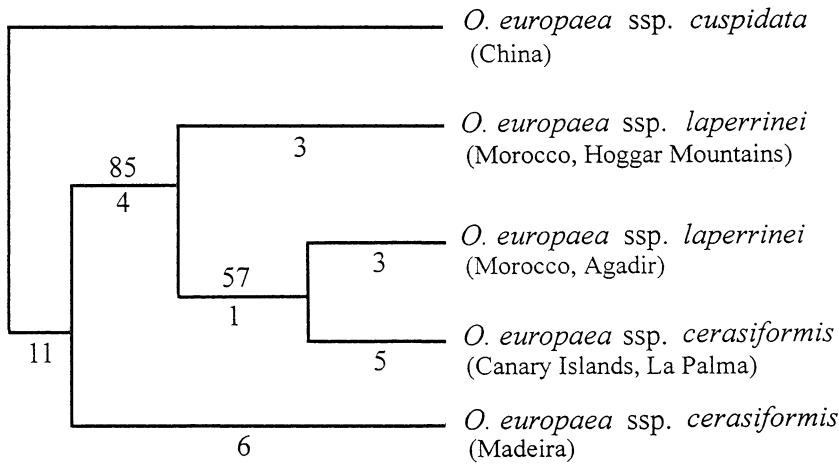 O. europaea ssp. cuspidata
(China)
O. europaea ssp. laperrinei
3
(Morocco, Hoggar Mountains)
85
4
O. europaea ssp. laperrinei
3
(Morocco, Agadir)
57
1
O. europaea ssp. cerasiformis
11
5
(Canary Islands, La Palma)
O. europaea ssp. cerasiformis
6
(Madeira)